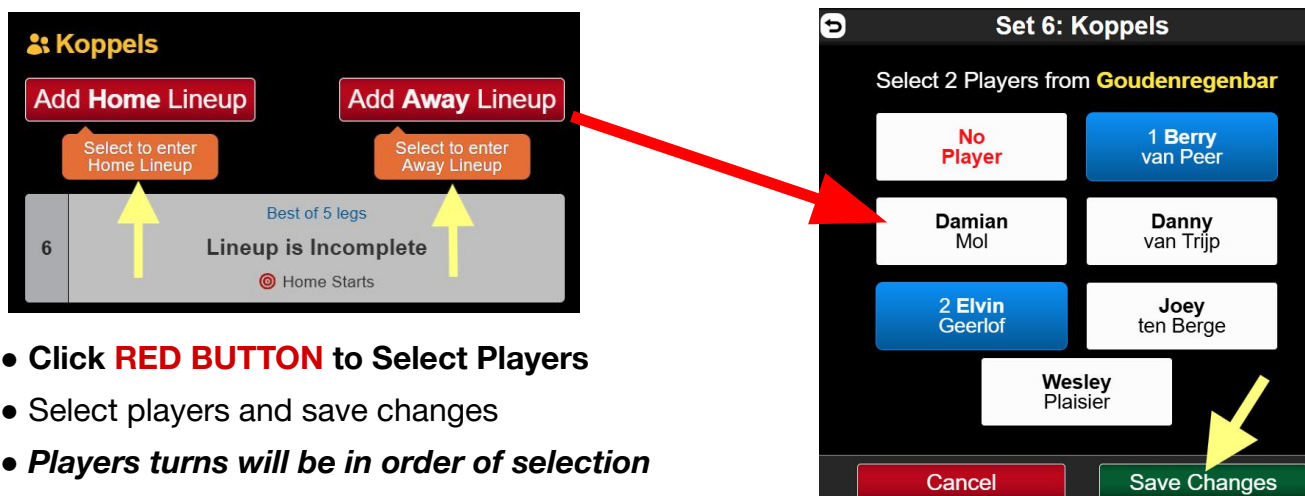 Koppels
Add Home Lineup
Add Away Lineup
Select to enter
Home Lineup
Select to enter
Away Lineup
6
Best of 5 legs
Lineup is Incomplete
Home Starts
● Click RED BUTTON to Select Players
● Select players and save changes
● Players turns will be in order of selection
Set 6: Koppels
Select 2 Players from Goudenregenbar
No
Player
1 Berry
van Peer
Damian
Mol
Danny
van Trijp
2 Elvin
Geerlof
Joey
ten Berge
Wesley
Plaisier
Cancel
Save Changes